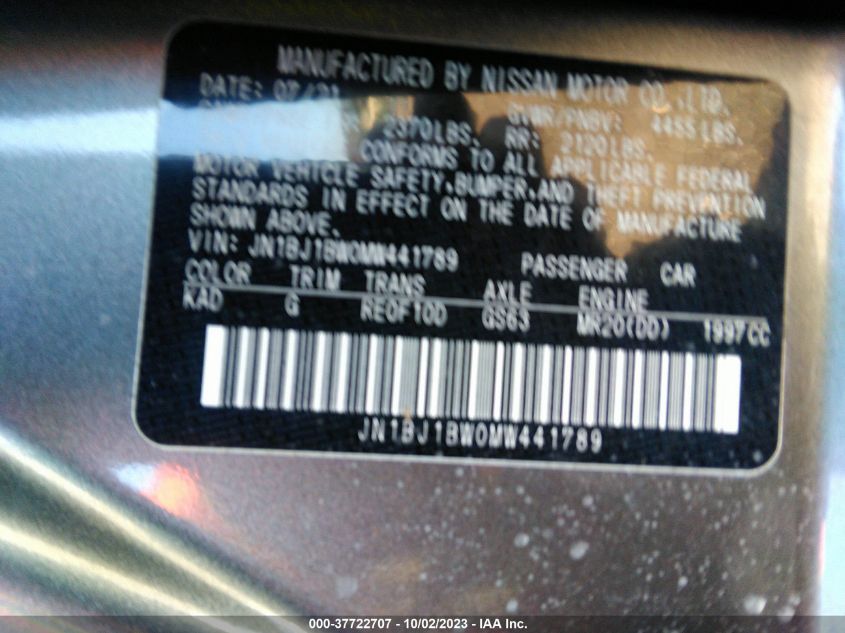 MANUFACTURED BY NISSAN MOTOR CO.,LTD.
DATE: 07/21 GVWR/PNBV: 4455 LBS.
2370LBS. RR: 2120LBS.
CONFORMS TO ALL APPLICABLE FEDERAL
MOTOR VEHICLE SAFETY,BUMPER,AND THEFT PREVENTION
STANDARDS IN EFFECT ON THE DATE OF MANUFACTURE
SHOWN ABOVE.
VIN: JN1BJ1BW0MW441789 PASSENGER CAR
COLOR TRIM TRANS AXLE ENGINE
KAD G RE0F10D GS63 MR20(DD) 1997CC
JN1BJ1BW0MW441789
000-37722707 - 10/02/2023 - IAA Inc.